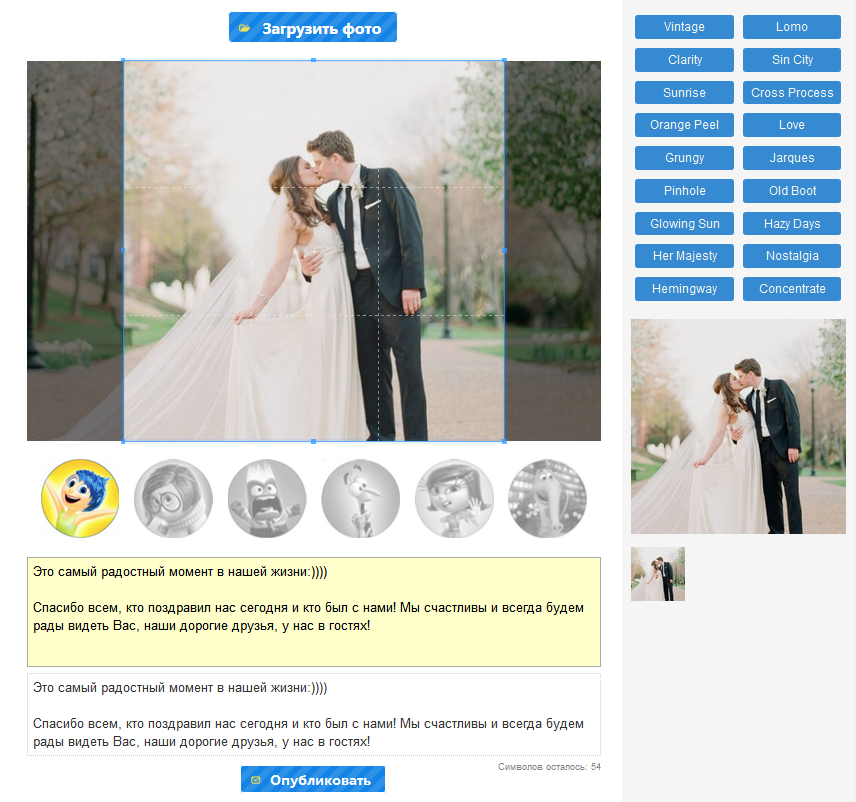 Загрузить фото
Vintage
Lomo
Clarity
Sin City
Sunrise
Cross Process
Orange Peel
Love
Grungy
Jarques
Pinhole
Old Boot
Glowing Sun
Hazy Days
Her Majesty
Nostalgia
Hemingway
Concentrate
Это самый радостный момент в нашей жизни:))))
Спасибо всем, кто поздравил нас сегодня и кто был с нами! Мы счастливы и всегда будем
рады видеть Вас, наши дорогие друзья, у нас в гостях!
Это самый радостный момент в нашей жизни:))))
Спасибо всем, кто поздравил нас сегодня и кто был с нами! Мы счастливы и всегда будем
рады видеть Вас, наши дорогие друзья, у нас в гостях!
Символов осталось: 54
Опубликовать